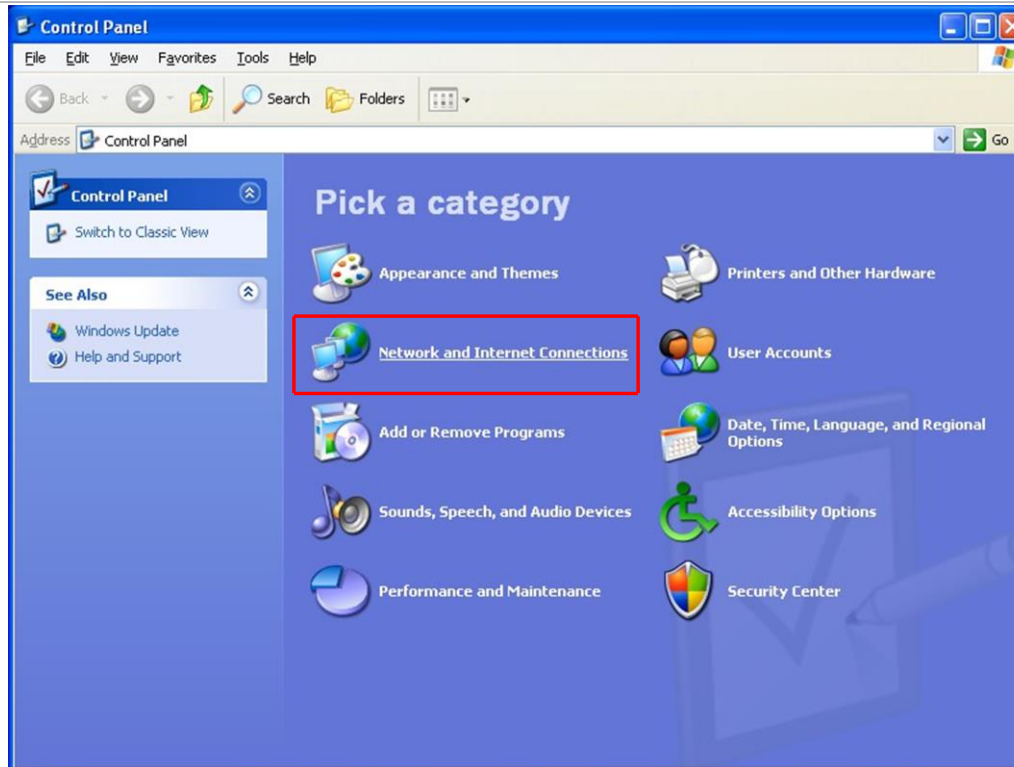 Control Panel
File Edit View Favorites Tools Help
Back Search Folders
Address Control Panel Go
Control Panel
Switch to Classic View
See Also
Windows Update
Help and Support
Pick a category
Appearance and Themes
Printers and Other Hardware
Network and Internet Connections
User Accounts
Add or Remove Programs
Date, Time, Language, and Regional
Options
Sounds, Speech, and Audio Devices
Accessibility Options
Performance and Maintenance
Security Center